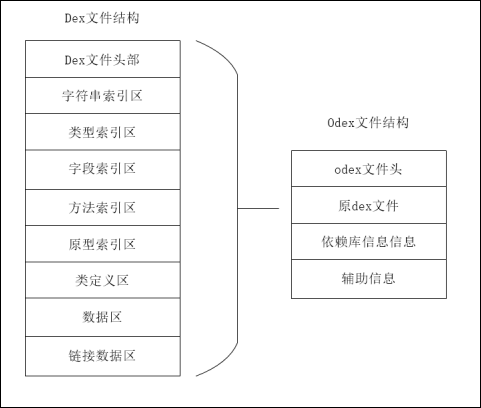 Dex文件结构
Dex文件头部
字符串索引区
类型索引区
字段索引区
方法索引区
原型索引区
类定义区
数据区
链接数据区
Odex文件结构
odex文件头
原dex文件
依赖库信息信息
辅助信息